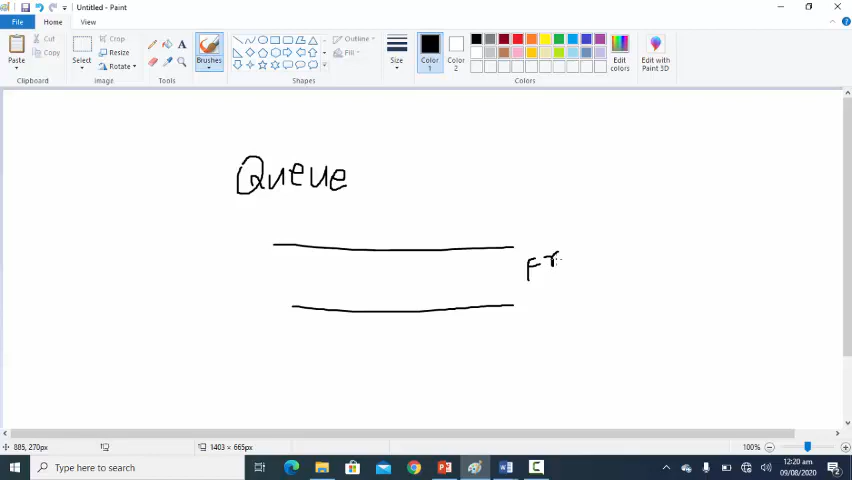 Untitled - Paint
File
Home
View
Paste
Cut
Copy
Clipboard
Select
Crop
Resize
Rotate
Image
Tools
Brushes
Outline
Fill
Shapes
Size
Color 1
Color 2
Edit colors
Colors
Edit with Paint 3D
Queue
Fr
885, 270px
1403 × 665px
100%
Type here to search
12:20 am
09/08/2020
2